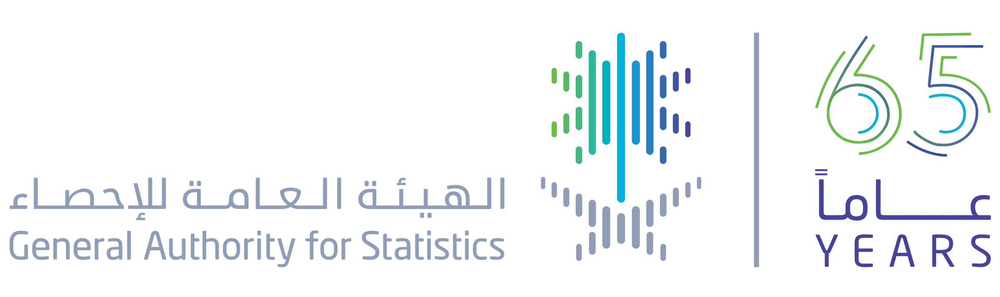 الهيئة العامة للإحصاء
General Authority for Statistics
65
عاماً
YEARS